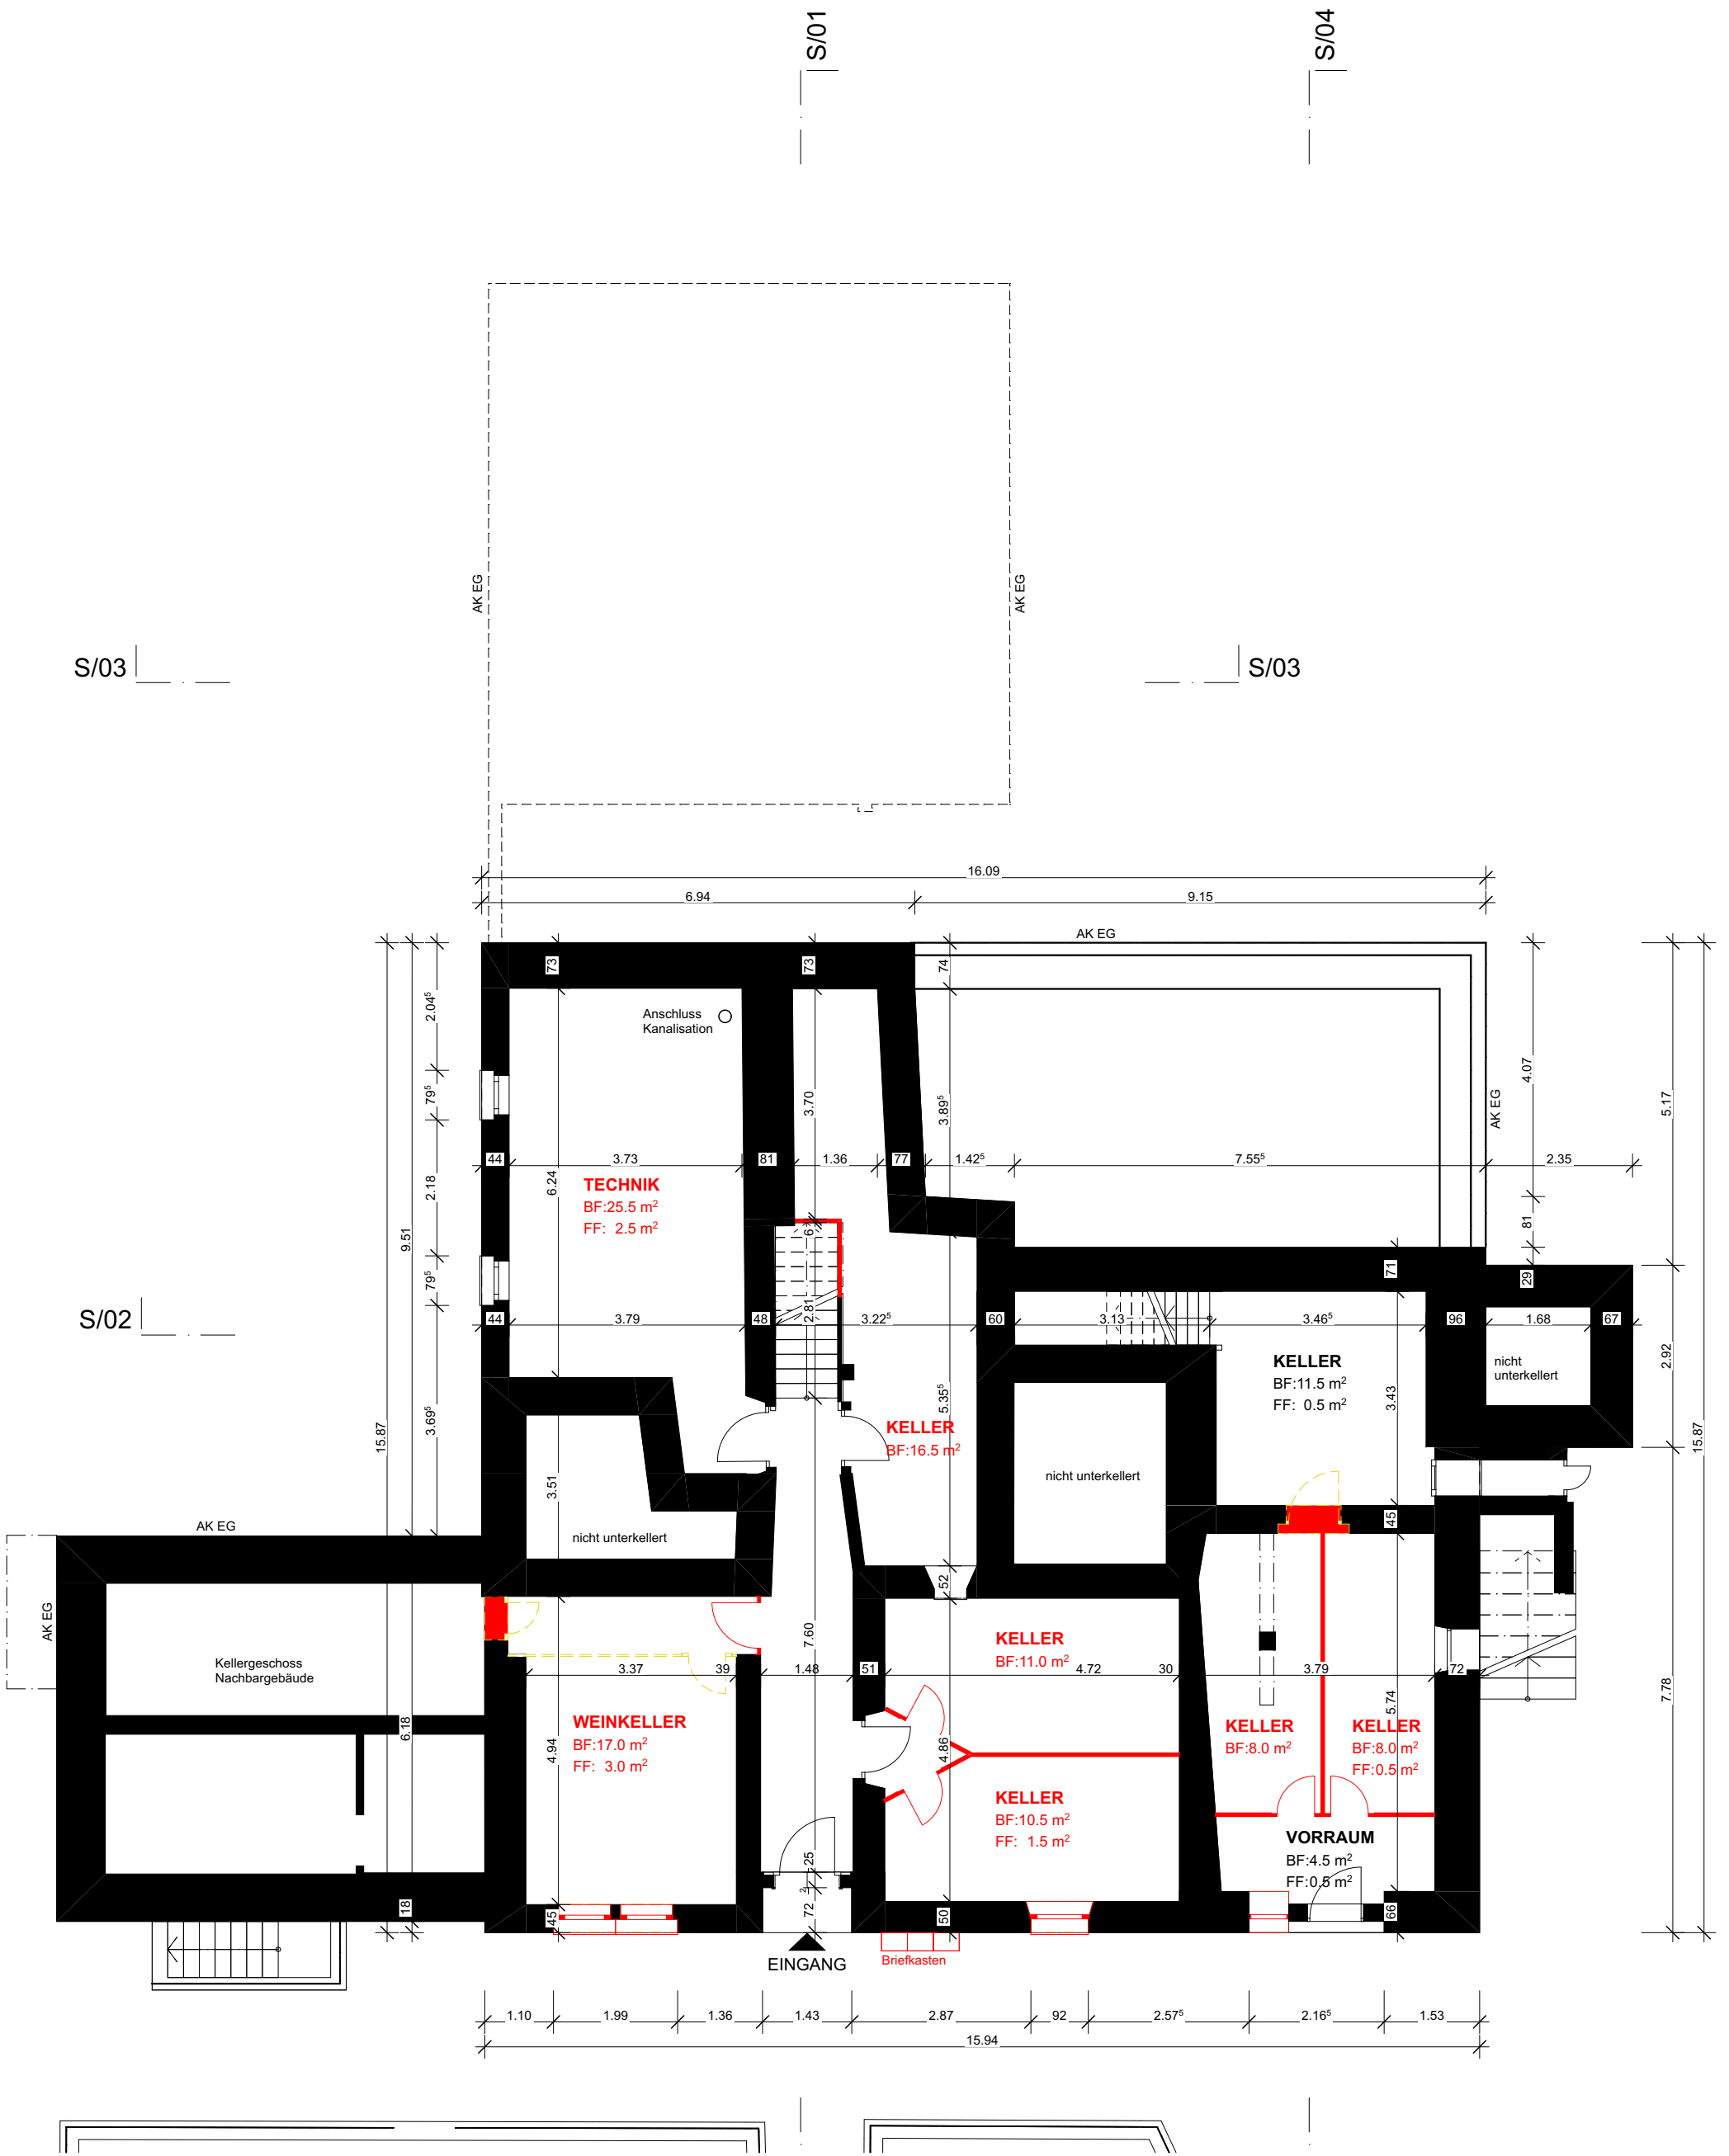 S/01
S/04
AK EG
AK EG
S/03
S/03
16.09
6.94
9.15
AK EG
73
73
74
2.04⁵
Anschluss
Kanalisation
79⁵
3.70
3.89⁵
4.07
5.17
AK EG
44
3.73
81
1.36
77
1.42⁵
7.55⁵
2.35
2.18
6.24
TECHNIK
BF:25.5 m²
FF: 2.5 m²
9.51
6
81
71
29
79⁵
S/02
44
3.79
48
2.81
3.22⁵
60
3.13
3.46⁵
96
1.68
67
KELLER
BF:11.5 m²
FF: 0.5 m²
nicht
unterkellert
2.92
15.87
3.69⁵
5.35⁵
3.43
15.87
KELLER
BF:16.5 m²
nicht unterkellert
3.51
nicht unterkellert
45
AK EG
52
AK EG
Kellergeschoss
Nachbargebäude
7.60
KELLER
BF:11.0 m²
3.37
39
1.48
51
4.72
30
3.79
72
5.74
7.78
6.18
WEINKELLER
BF:17.0 m²
FF: 3.0 m²
4.94
4.86
KELLER
BF:8.0 m²
KELLER
BF:8.0 m²
FF:0.5 m²
KELLER
BF:10.5 m²
FF: 1.5 m²
VORRAUM
BF:4.5 m²
FF:0.5 m²
25
2
72
18
45
50
66
EINGANG
Briefkasten
1.10
1.99
1.36
1.43
2.87
92
2.57⁵
2.16⁵
1.53
15.94